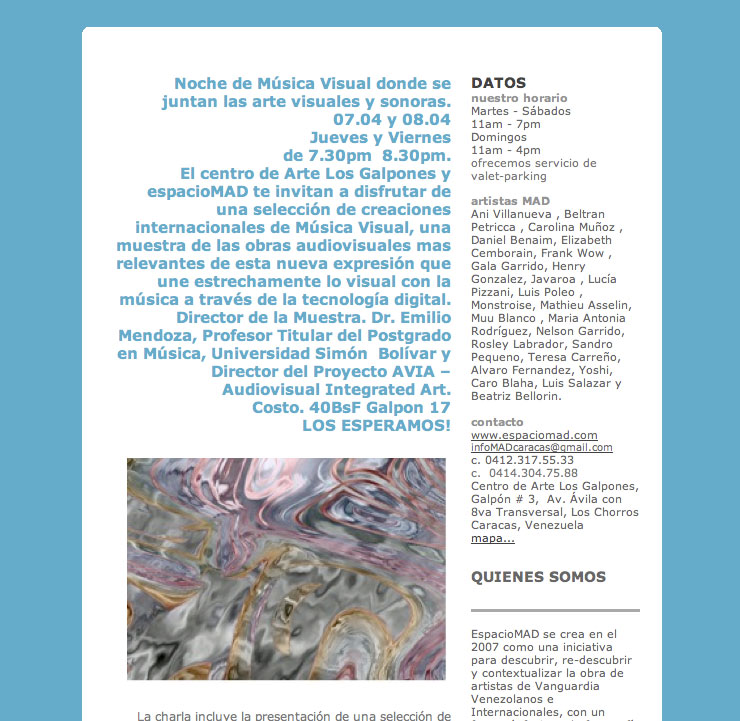 Noche de Música Visual donde se
juntan las arte visuales y sonoras.
07.04 y 08.04
Jueves y Viernes
de 7.30pm  8.30pm.
El centro de Arte Los Galpones y
espacioMAD te invitan a disfrutar de
una selección de creaciones
internacionales de Música Visual, una
muestra de las obras audiovisuales mas
relevantes de esta nueva expresión que
une estrechamente lo visual con la
música a través de la tecnología digital.
Director de la Muestra. Dr. Emilio
Mendoza, Profesor Titular del Postgrado
en Música, Universidad Simón  Bolívar y
Director del Proyecto AVIA –
Audiovisual Integrated Art.
Costo. 40BsF Galpon 17
LOS ESPERAMOS!
La charla incluye la presentación de una selección de
DATOS
nuestro horario
Martes - Sábados
11am - 7pm
Domingos
11am - 4pm
ofrecemos servicio de
valet-parking
artistas MAD
Ani Villanueva , Beltran
Petricca , Carolina Muñoz ,
Daniel Benaim, Elizabeth
Cemborain, Frank Wow ,
Gala Garrido, Henry
Gonzalez, Javaroa , Lucía
Pizzani, Luis Poleo ,
Monstroise, Mathieu Asselin,
Muu Blanco , Maria Antonia
Rodríguez, Nelson Garrido,
Rosley Labrador, Sandro
Pequeno, Teresa Carreño,
Alvaro Fernandez, Yoshi,
Caro Blaha, Luis Salazar y
Beatriz Bellorin.
contacto
www.espaciomad.com
infoMADcaracas@gmail.com
c. 0412.317.55.33
c.  0414.304.75.88
Centro de Arte Los Galpones,
Galpón # 3,  Av. Ávila con
8va Transversal, Los Chorros
Caracas, Venezuela
mapa...
QUIENES SOMOS
EspacioMAD se crea en el
2007 como una iniciativa
para descubrir, re-descubrir
y contextualizar la obra de
artistas de Vanguardia
Venezolanos e
Internacionales, con un